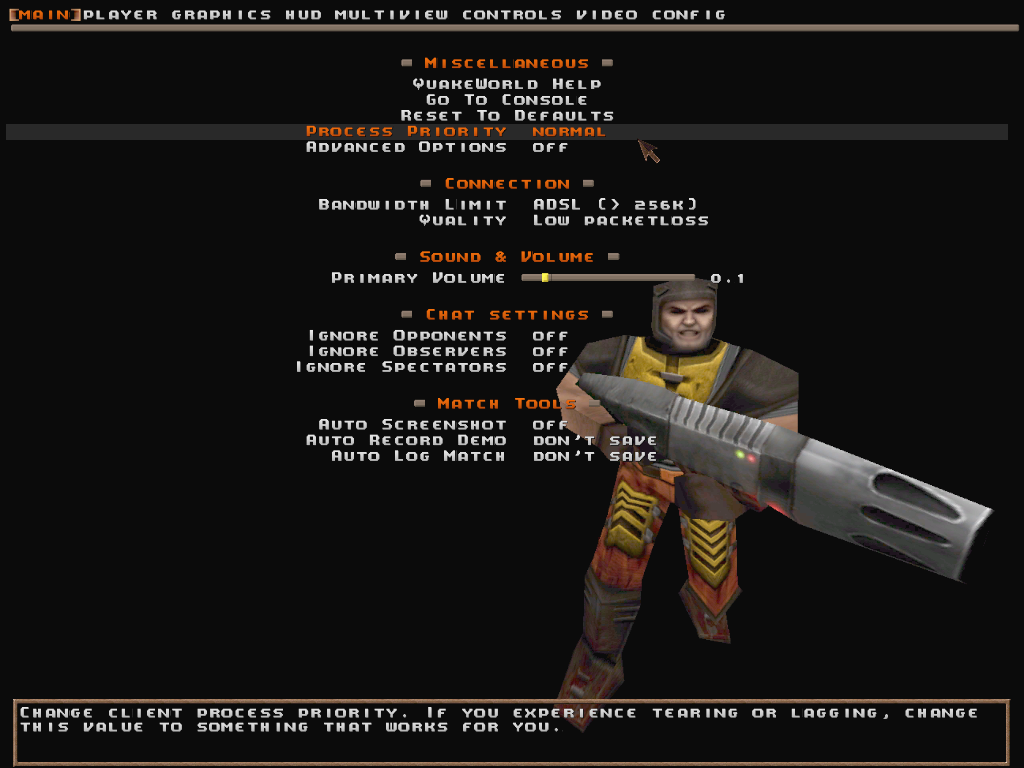 [MAIN] PLAYER GRAPHICS HUD MULTIVIEW CONTROLS VIDEO CONFIG
MISCELLANEOUS
QUAKEWORLD HELP
GO TO CONSOLE
RESET TO DEFAULTS
PROCESS PRIORITY NORMAL
ADVANCED OPTIONS OFF
CONNECTION
BANDWIDTH LIMIT ADSL (> 256K)
QUALITY LOW PACKETLOSS
SOUND & VOLUME
PRIMARY VOLUME 0.1
CHAT SETTINGS
IGNORE OPPONENTS OFF
IGNORE OBSERVERS OFF
IGNORE SPECTATORS OFF
MATCH TOOLS
AUTO SCREENSHOT OFF
AUTO RECORD DEMO DON'T SAVE
AUTO LOG MATCH DON'T SAVE
CHANGE CLIENT PROCESS PRIORITY. IF YOU EXPERIENCE TEARING OR LAGGING, CHANGE
THIS VALUE TO SOMETHING THAT WORKS FOR YOU.